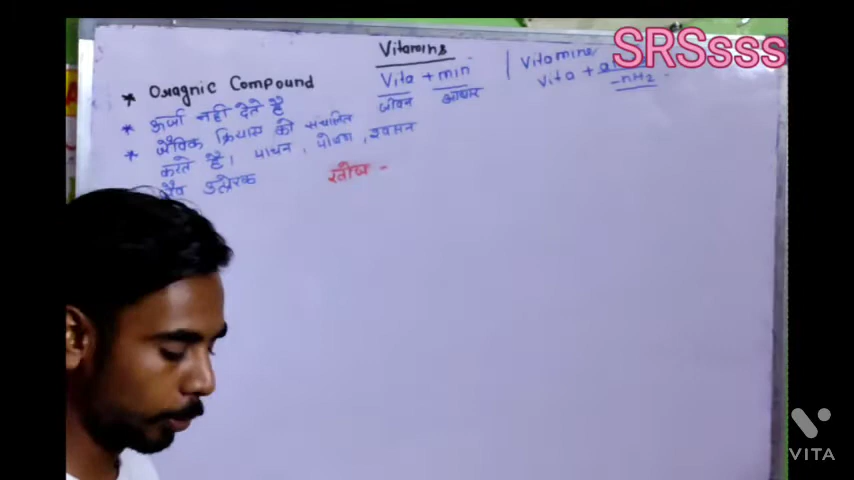 Vitamins
Vita + min
जीवन आधार
Vitamine
Vita +
-NH2
* Oragnic Compound
* ऊर्जा नही देते है
* जैविक क्रियास को संचालित
करते है। पाचन, पोषण, श्वसन
जैव उत्प्रेरक
खोज -
SRSssss
VITA